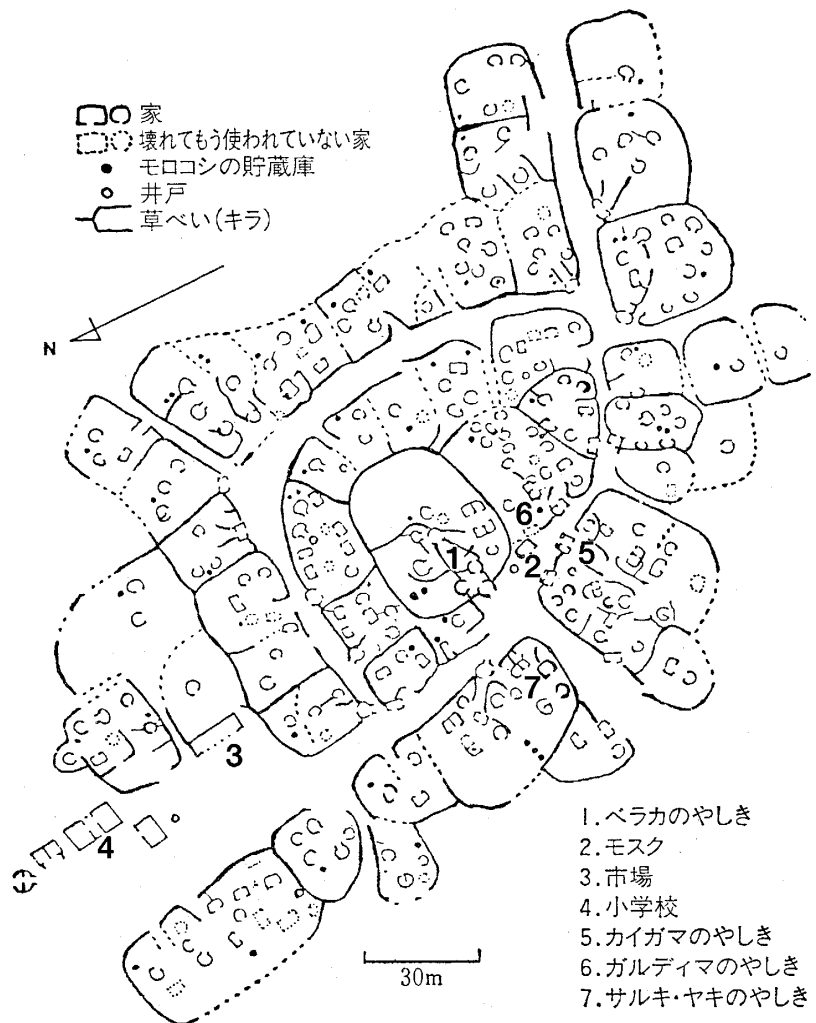 家
壊れてもう使われていない家
モロコシの貯蔵庫
井戸
草べい(キラ)
N
6
1
2
5
7
3
4
30m
1.ベラカのやしき
2.モスク
3.市場
4.小学校
5.カイガマのやしき
6.ガルディマのやしき
7.サルキ・ヤキのやしき